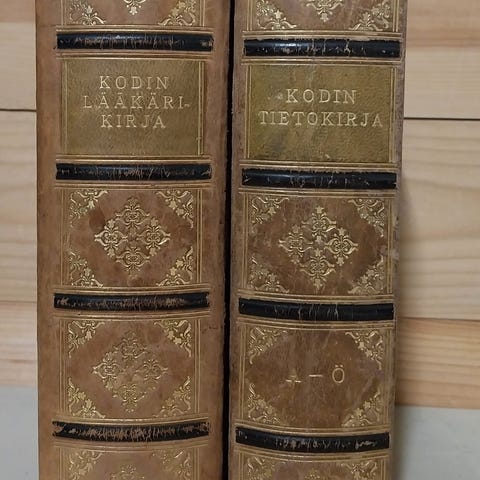 KODIN
LÄÄKÄRI-
KIRJA
KODIN
TIETOKIRJA
A–Ö